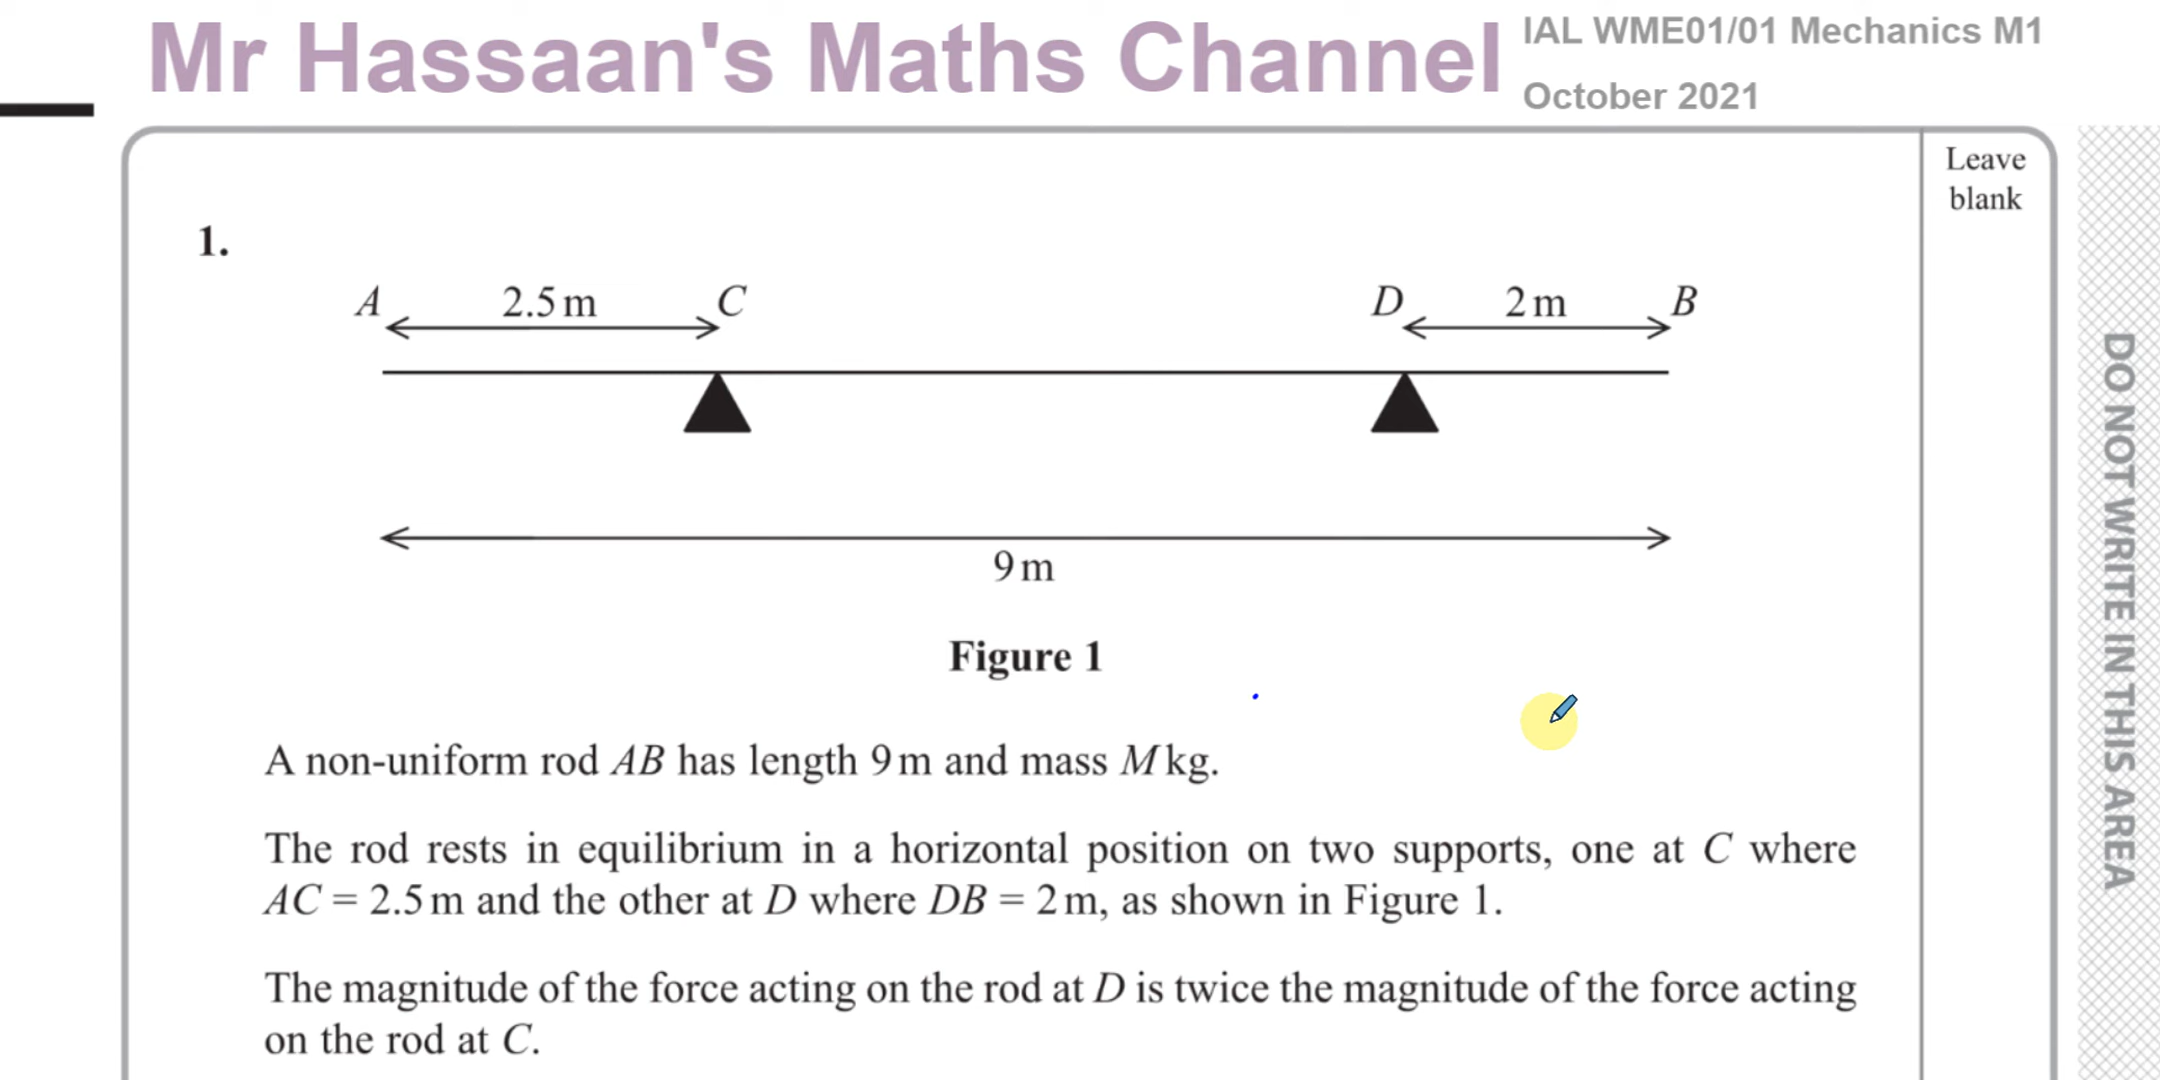 Mr Hassaan's Maths Channel
IAL WME01/01 Mechanics M1
October 2021
Leave
blank
1.
A 2.5 m C D 2 m B
9 m
Figure 1
A non-uniform rod AB has length 9 m and mass M kg.
The rod rests in equilibrium in a horizontal position on two supports, one at C where
AC = 2.5 m and the other at D where DB = 2 m, as shown in Figure 1.
The magnitude of the force acting on the rod at D is twice the magnitude of the force acting
on the rod at C.
DO NOT WRITE IN THIS AREA